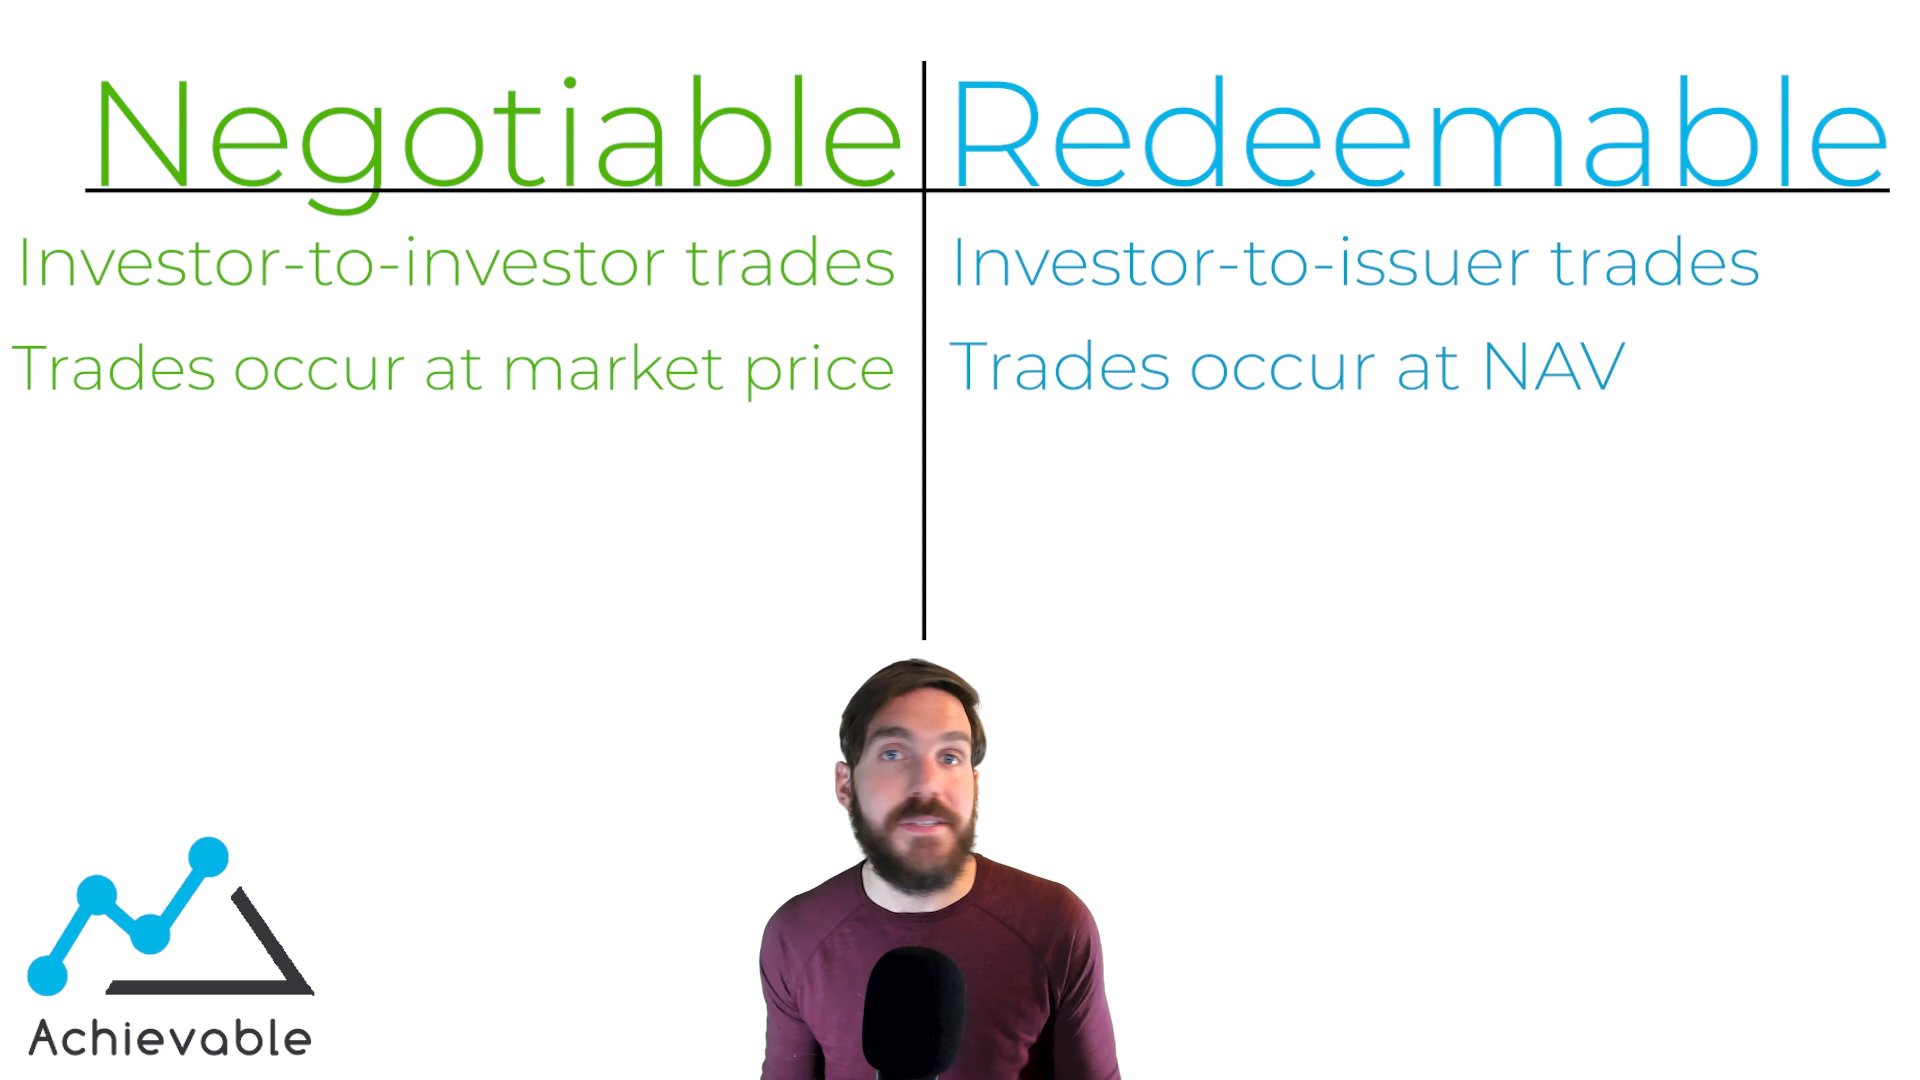 Negotiable
Redeemable
Investor-to-investor trades
Investor-to-issuer trades
Trades occur at market price
Trades occur at NAV
Achievable